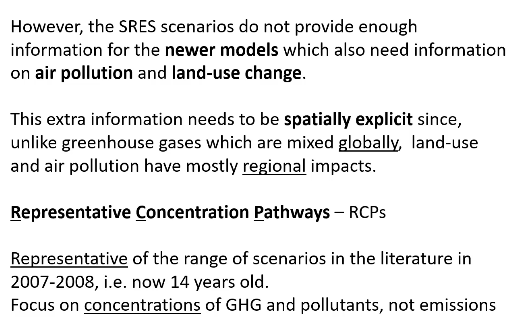 However, the SRES scenarios do not provide enough
information for the newer models which also need information
on air pollution and land-use change.
This extra information needs to be spatially explicit since,
unlike greenhouse gases which are mixed globally, land-use
and air pollution have mostly regional impacts.
Representative Concentration Pathways – RCPs
Representative of the range of scenarios in the literature in
2007-2008, i.e. now 14 years old.
Focus on concentrations of GHG and pollutants, not emissions